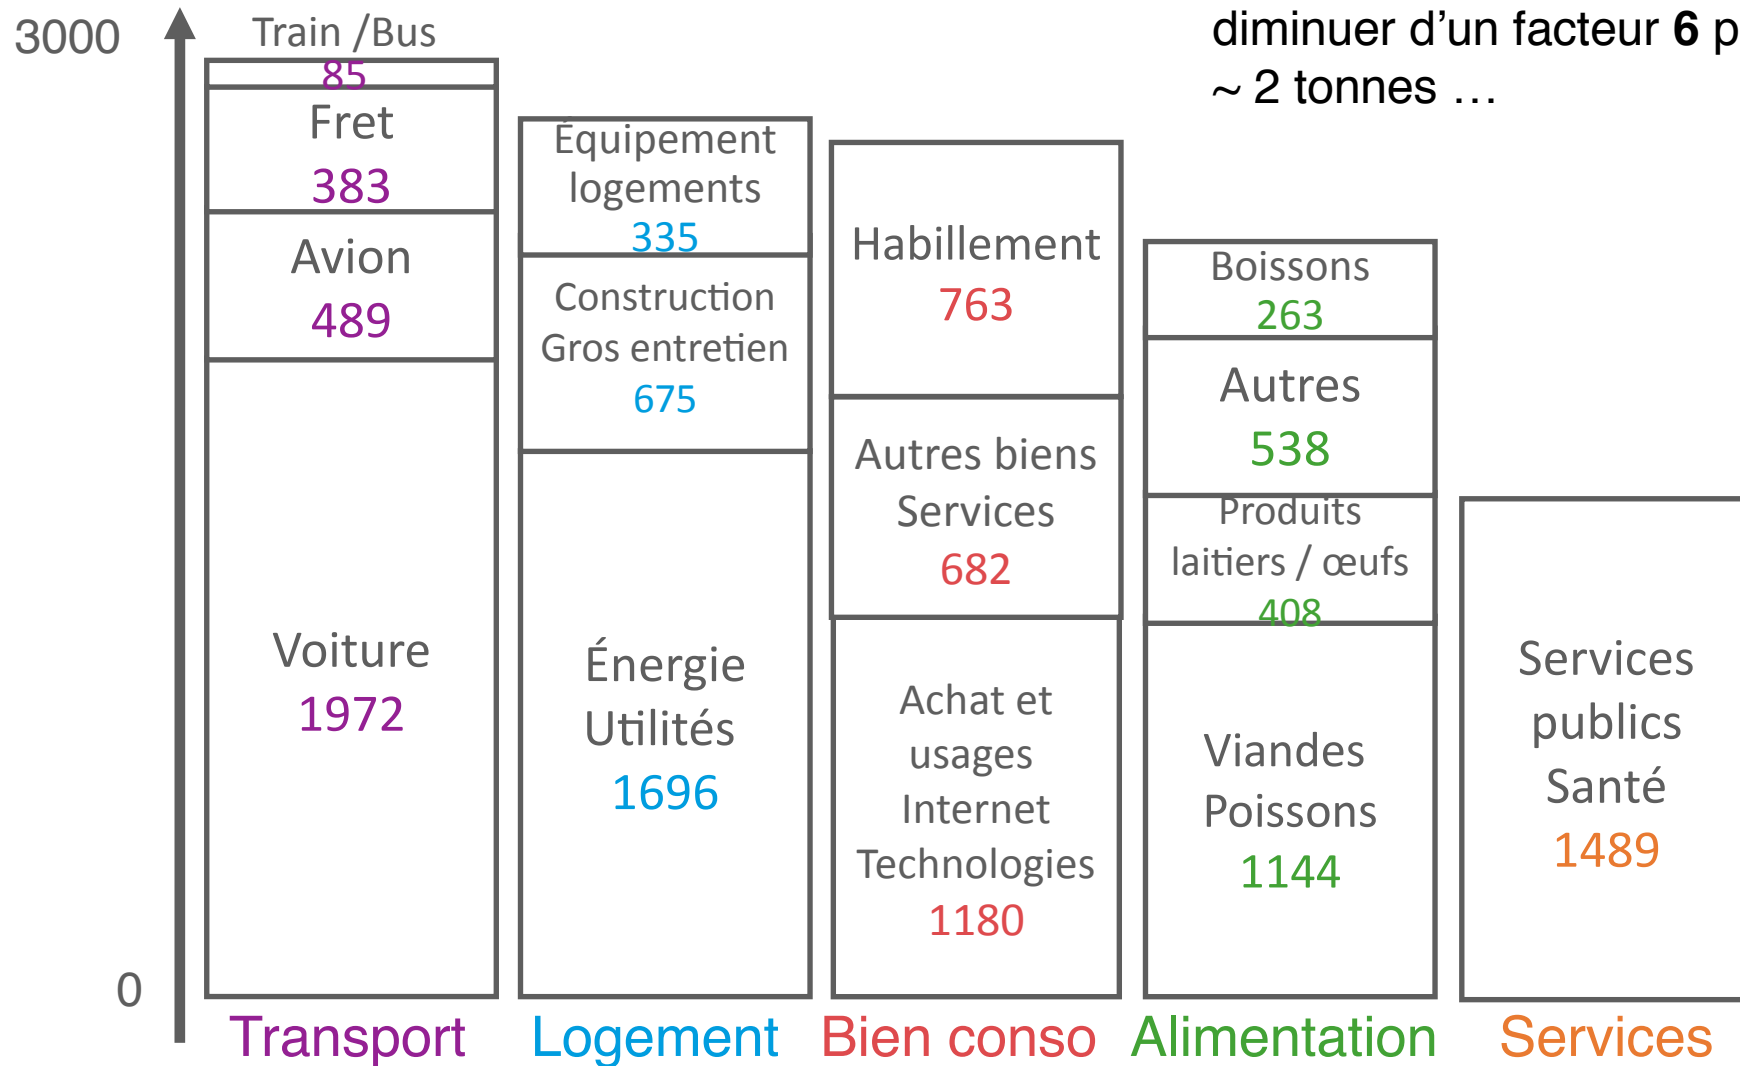 diminuer d'un facteur 6 p
~ 2 tonnes …
3000
0
Train /Bus
85
Fret
383
Avion
489
Voiture
1972
Transport
Équipement
logements
335
Construction
Gros entretien
675
Énergie
Utilités
1696
Logement
Habillement
763
Autres biens
Services
682
Achat et
usages
Internet
Technologies
1180
Bien conso
Boissons
263
Autres
538
Produits
laitiers / œufs
408
Viandes
Poissons
1144
Alimentation
Services
publics
Santé
1489
Services